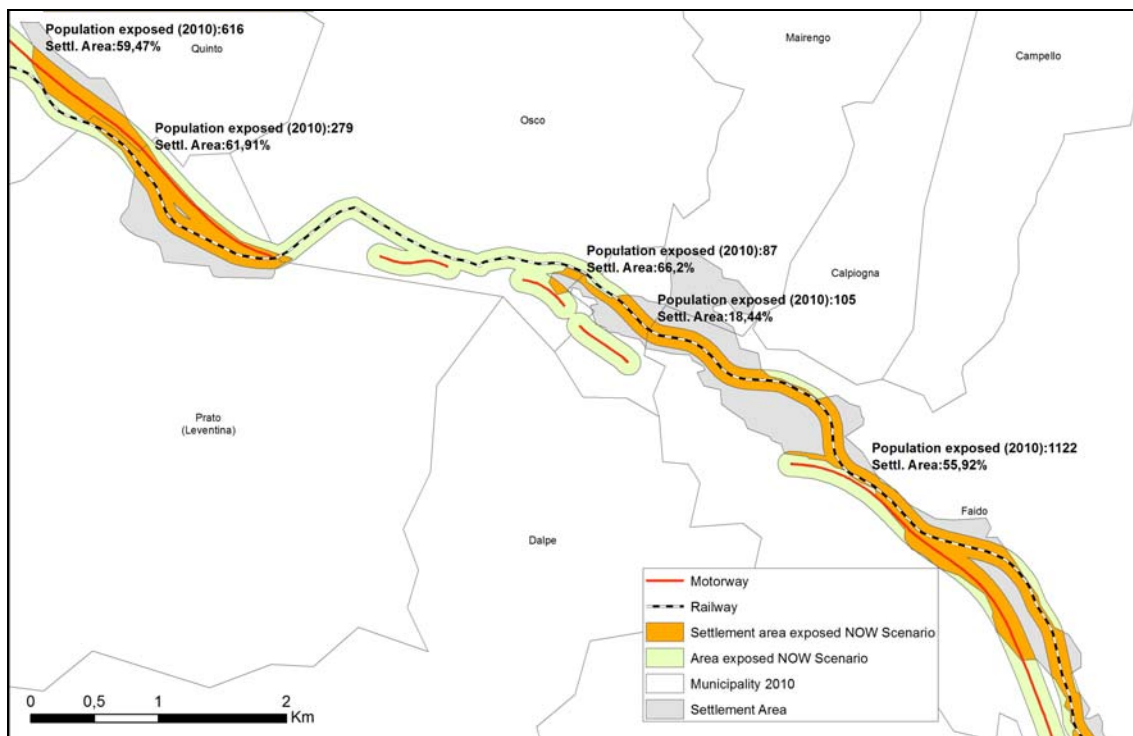 Population exposed (2010):616
Settl. Area:59,47%
Quinto
Mairengo
Campello
Population exposed (2010):279
Settl. Area:61,91%
Osco
Population exposed (2010):87
Settl. Area:66,2%
Calpiogna
Population exposed (2010):105
Settl. Area:18,44%
Prato
(Leventina)
Population exposed (2010):1122
Settl. Area:55,92%
Faido
Dalpe
Motorway
Railway
Settlement area exposed NOW Scenario
Area exposed NOW Scenario
Municipality 2010
Settlement Area
0 0,5 1 2
Km